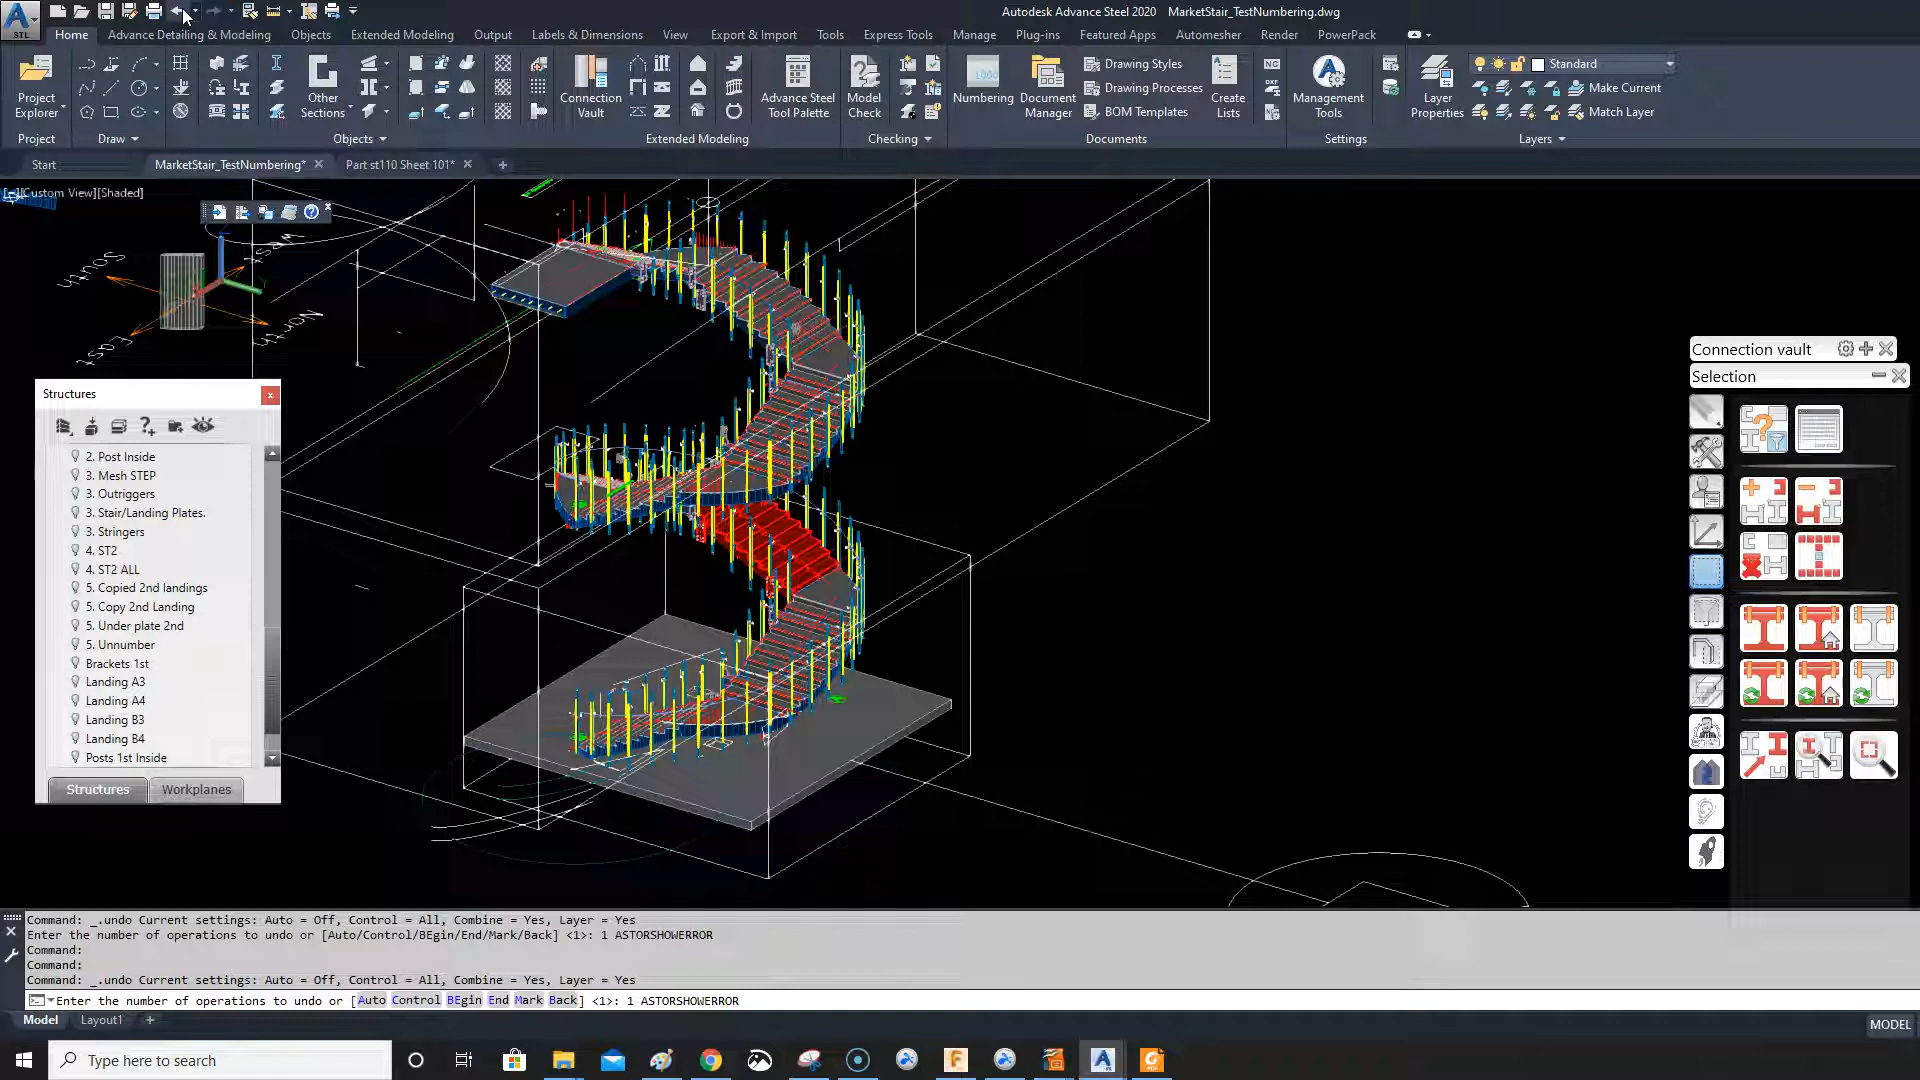 Autodesk Advance Steel 2020 MarketStair_TestNumbering.dwg
STL
Home Advance Detailing & Modeling Objects Extended Modeling Output Labels & Dimensions View Export & Import Tools Express Tools Manage Plug-ins Featured Apps Automesher Render PowerPack
Project Explorer
Other Sections
Connection Vault
Advance Steel Tool Palette
Model Check
1000
Numbering
Document Manager
Drawing Styles
Drawing Processes
BOM Templates
Create Lists
NC
DXF
Management Tools
Layer Properties
Standard
Make Current
Match Layer
Project Draw Objects Extended Modeling Checking Documents Settings Layers
Start MarketStair_TestNumbering* Part st110 Sheet 101* +
[-][Custom View][Shaded]
South
West
East
North
Structures
2. Post Inside
3. Mesh STEP
3. Outriggers
3. Stair/Landing Plates.
3. Stringers
4. ST2
4. ST2 ALL
5. Copied 2nd landings
5. Copy 2nd Landing
5. Under plate 2nd
5. Unnumber
Brackets 1st
Landing A3
Landing A4
Landing B3
Landing B4
Posts 1st Inside
Structures Workplanes
Connection vault
Selection
Command: _.undo Current settings: Auto = Off, Control = All, Combine = Yes, Layer = Yes
Enter the number of operations to undo or [Auto/Control/BEgin/End/Mark/Back] <1>: 1 ASTORSHOWERROR
Command:
Command:
Command: _.undo Current settings: Auto = Off, Control = All, Combine = Yes, Layer = Yes
Enter the number of operations to undo or [Auto Control BEgin End Mark Back] <1>: 1 ASTORSHOWERROR
Model Layout1 +
MODEL
Type here to search